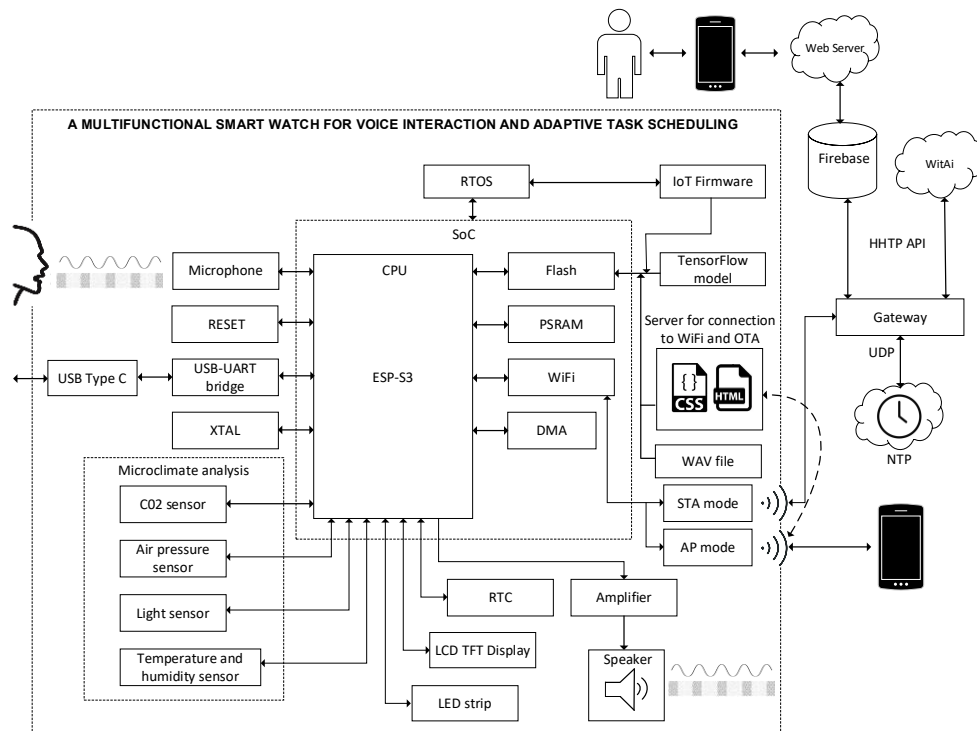 Web Server
A MULTIFUNCTIONAL SMART WATCH FOR VOICE INTERACTION AND ADAPTIVE TASK SCHEDULING
Firebase
WitAi
RTOS
IoT Firmware
SoC
HHTP API
Microphone
CPU
Flash
TensorFlow
model
RESET
PSRAM
Server for connection
to WiFi and OTA
Gateway
USB Type C
USB-UART
bridge
ESP-S3
WiFi
{ }
CSS
HTML
UDP
XTAL
DMA
NTP
Microclimate analysis
WAV file
C02 sensor
STA mode
Air pressure
sensor
AP mode
Light sensor
RTC
Amplifier
Temperature and
humidity sensor
LCD TFT Display
Speaker
LED strip